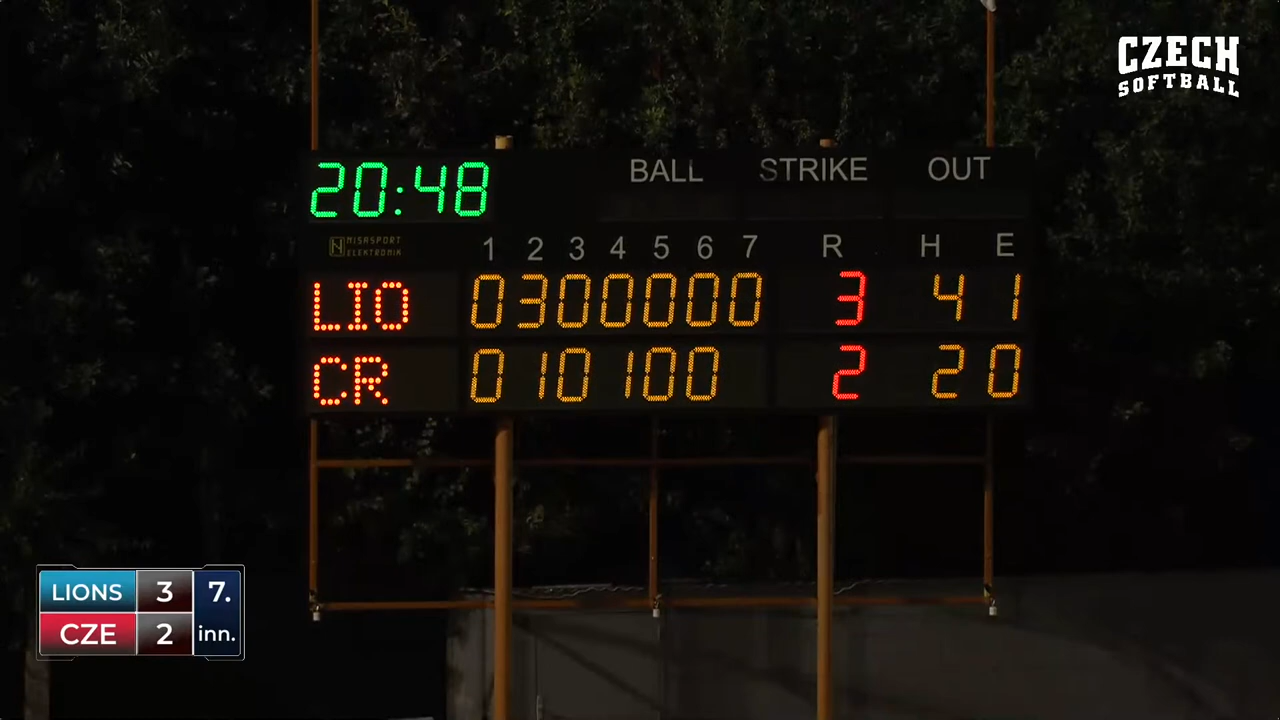 CZECH
SOFTBALL
20:48 BALL STRIKE OUT
NISASPORT
ELEKTRONIK
1 2 3 4 5 6 7 R H E
LIO 0 3 0 0 0 0 0 3 4 1
CR 0 1 0 1 0 0 2 2 0
LIONS 3 7.
CZE 2 inn.